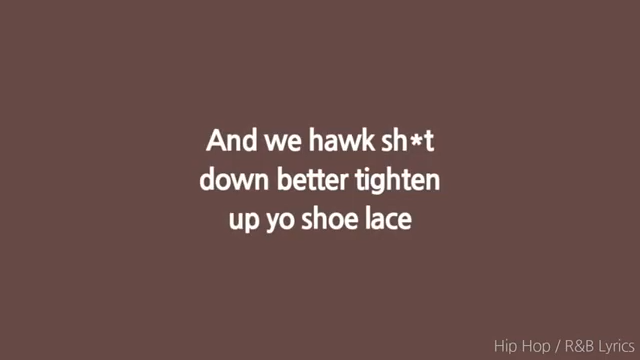 And we hawk sh*t
down better tighten
up yo shoe lace
Hip Hop / R&B Lyrics